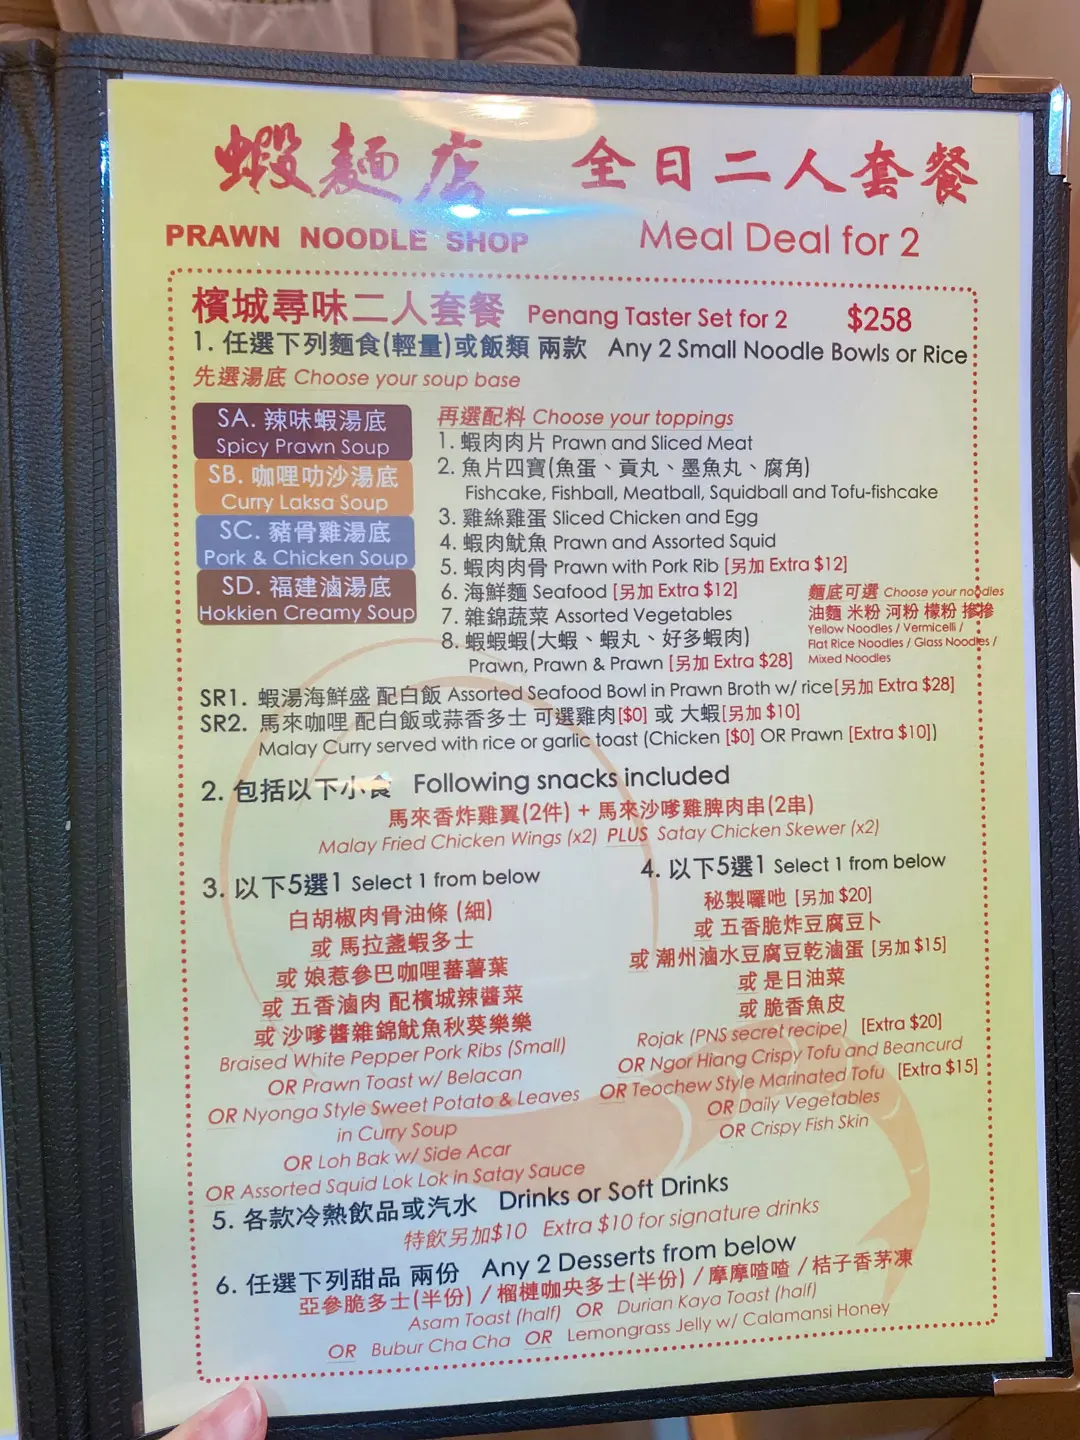 蝦麵店 全日二人套餐
PRAWN NOODLE SHOP Meal Deal for 2
檳城尋味二人套餐 Penang Taster Set for 2 $258
1. 任選下列麵食(輕量)或飯類 兩款 Any 2 Small Noodle Bowls or Rice
先選湯底 Choose your soup base
SA. 辣味蝦湯底
Spicy Prawn Soup
SB. 咖哩叻沙湯底
Curry Laksa Soup
SC. 豬骨雞湯底
Pork & Chicken Soup
SD. 福建滷湯底
Hokkien Creamy Soup
再選配料 Choose your toppings
1. 蝦肉肉片 Prawn and Sliced Meat
2. 魚片四寶(魚蛋、貢丸、墨魚丸、腐角)
Fishcake, Fishball, Meatball, Squidball and Tofu-fishcake
3. 雞絲雞蛋 Sliced Chicken and Egg
4. 蝦肉魷魚 Prawn and Assorted Squid
5. 蝦肉肉骨 Prawn with Pork Rib [另加 Extra $12]
6. 海鮮麵 Seafood [另加 Extra $12]
7. 雜錦蔬菜 Assorted Vegetables
8. 蝦蝦蝦(大蝦、蝦丸、好多蝦肉)
Prawn, Prawn & Prawn [另加 Extra $28]
麵底可選 Choose your noodles
油麵 米粉 河粉 檬粉 摻摻
Yellow Noodles / Vermicelli /
Flat Rice Noodles / Glass Noodles /
Mixed Noodles
SR1. 蝦湯海鮮盛 配白飯 Assorted Seafood Bowl in Prawn Broth w/ rice[另加 Extra $28]
SR2. 馬來咖哩 配白飯或蒜香多士 可選雞肉[$0] 或 大蝦[另加 $10]
Malay Curry served with rice or garlic toast (Chicken [$0] OR Prawn [Extra $10])
2. 包括以下小食 Following snacks included
馬來香炸雞翼(2件) + 馬來沙嗲雞脾肉串(2串)
Malay Fried Chicken Wings (x2) PLUS Satay Chicken Skewer (x2)
3. 以下5選1 Select 1 from below
白胡椒肉骨油條 (細)
或 馬拉盞蝦多士
或 娘惹參巴咖哩蕃薯葉
或 五香滷肉 配檳城辣醬菜
或 沙嗲醬雜錦魷魚秋葵樂樂
Braised White Pepper Pork Ribs (Small)
OR Prawn Toast w/ Belacan
OR Nyonga Style Sweet Potato & Leaves
in Curry Soup
OR Loh Bak w/ Side Acar
OR Assorted Squid Lok Lok in Satay Sauce
4. 以下5選1 Select 1 from below
秘製囉吔 [另加 $20]
或 五香脆炸豆腐豆卜
或 潮州滷水豆腐豆乾滷蛋 [另加 $15]
或 是日油菜
或 脆香魚皮
Rojak (PNS secret recipe) [Extra $20]
OR Ngor Hiang Crispy Tofu and Beancurd
OR Teochew Style Marinated Tofu [Extra $15]
OR Daily Vegetables
OR Crispy Fish Skin
5. 各款冷熱飲品或汽水 Drinks or Soft Drinks
特飲另加$10 Extra $10 for signature drinks
6. 任選下列甜品 兩份 Any 2 Desserts from below
亞參脆多士(半份) / 榴槤咖央多士(半份) / 摩摩喳喳 / 桔子香茅凍
Asam Toast (half) OR Durian Kaya Toast (half)
OR Bubur Cha Cha OR Lemongrass Jelly w/ Calamansi Honey